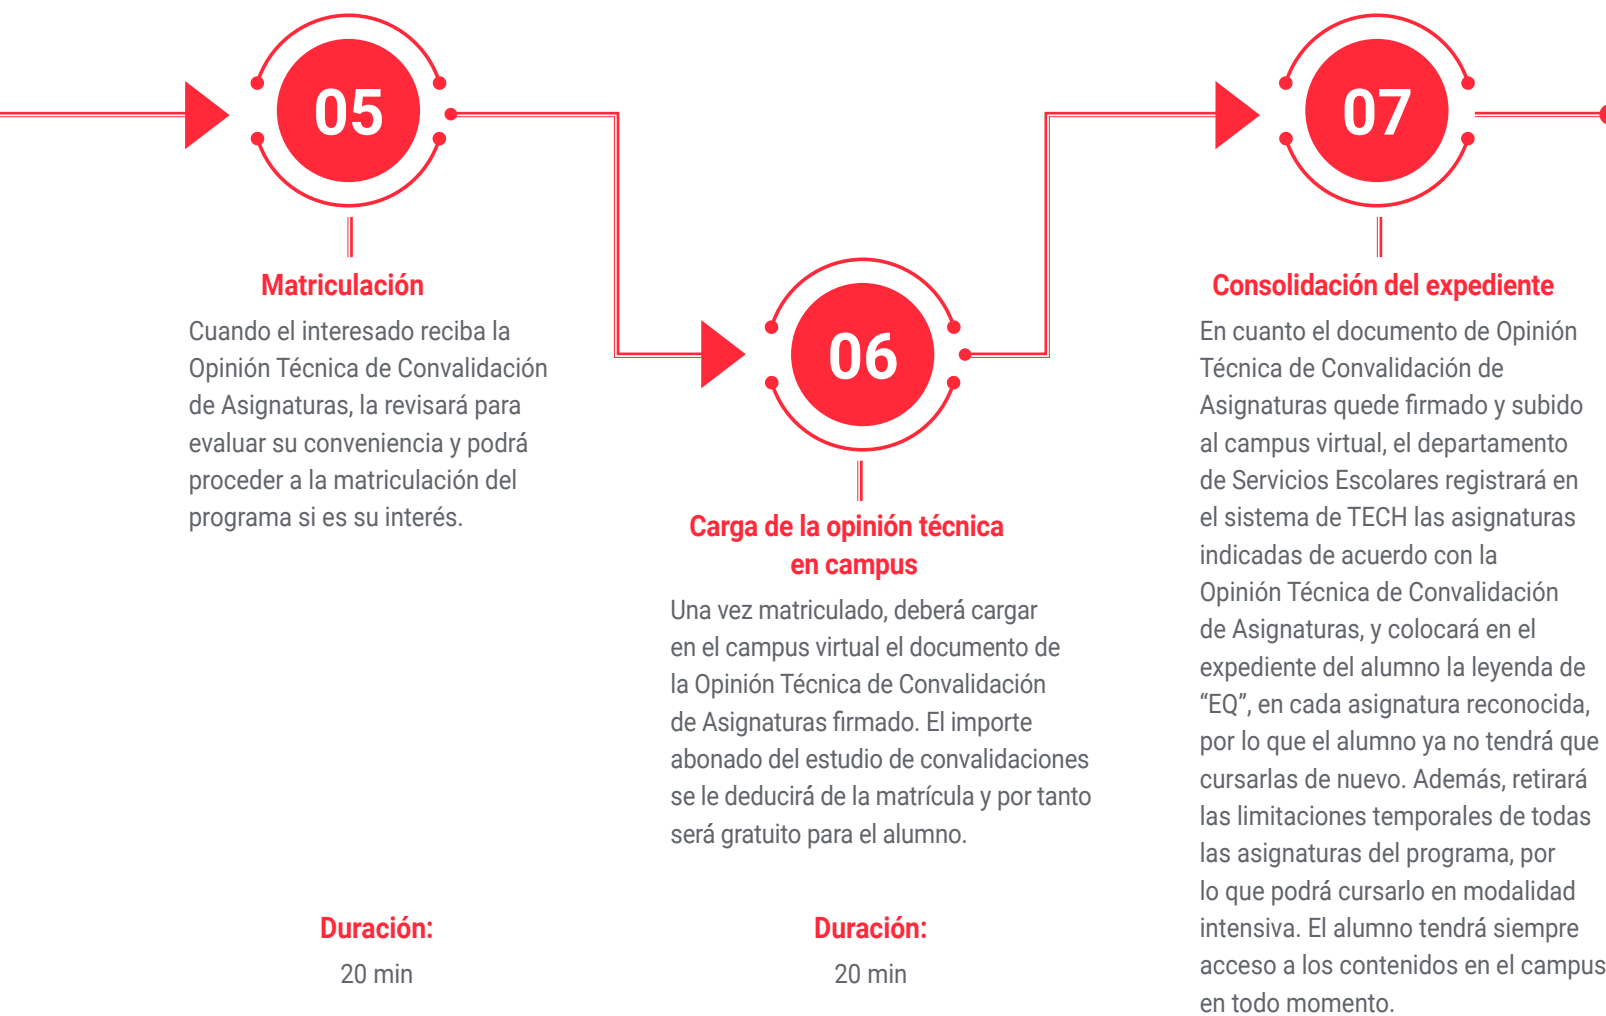 05
Matriculación
Cuando el interesado reciba la
Opinión Técnica de Convalidación
de Asignaturas, la revisará para
evaluar su conveniencia y podrá
proceder a la matriculación del
programa si es su interés.
Duración:
20 min
06
Carga de la opinión técnica
en campus
Una vez matriculado, deberá cargar
en el campus virtual el documento de
la Opinión Técnica de Convalidación
de Asignaturas firmado. El importe
abonado del estudio de convalidaciones
se le deducirá de la matrícula y por tanto
será gratuito para el alumno.
Duración:
20 min
07
Consolidación del expediente
En cuanto el documento de Opinión
Técnica de Convalidación de
Asignaturas quede firmado y subido
al campus virtual, el departamento
de Servicios Escolares registrará en
el sistema de TECH las asignaturas
indicadas de acuerdo con la
Opinión Técnica de Convalidación
de Asignaturas, y colocará en el
expediente del alumno la leyenda de
“EQ”, en cada asignatura reconocida,
por lo que el alumno ya no tendrá que
cursarlas de nuevo. Además, retirará
las limitaciones temporales de todas
las asignaturas del programa, por
lo que podrá cursarlo en modalidad
intensiva. El alumno tendrá siempre
acceso a los contenidos en el campus
en todo momento.